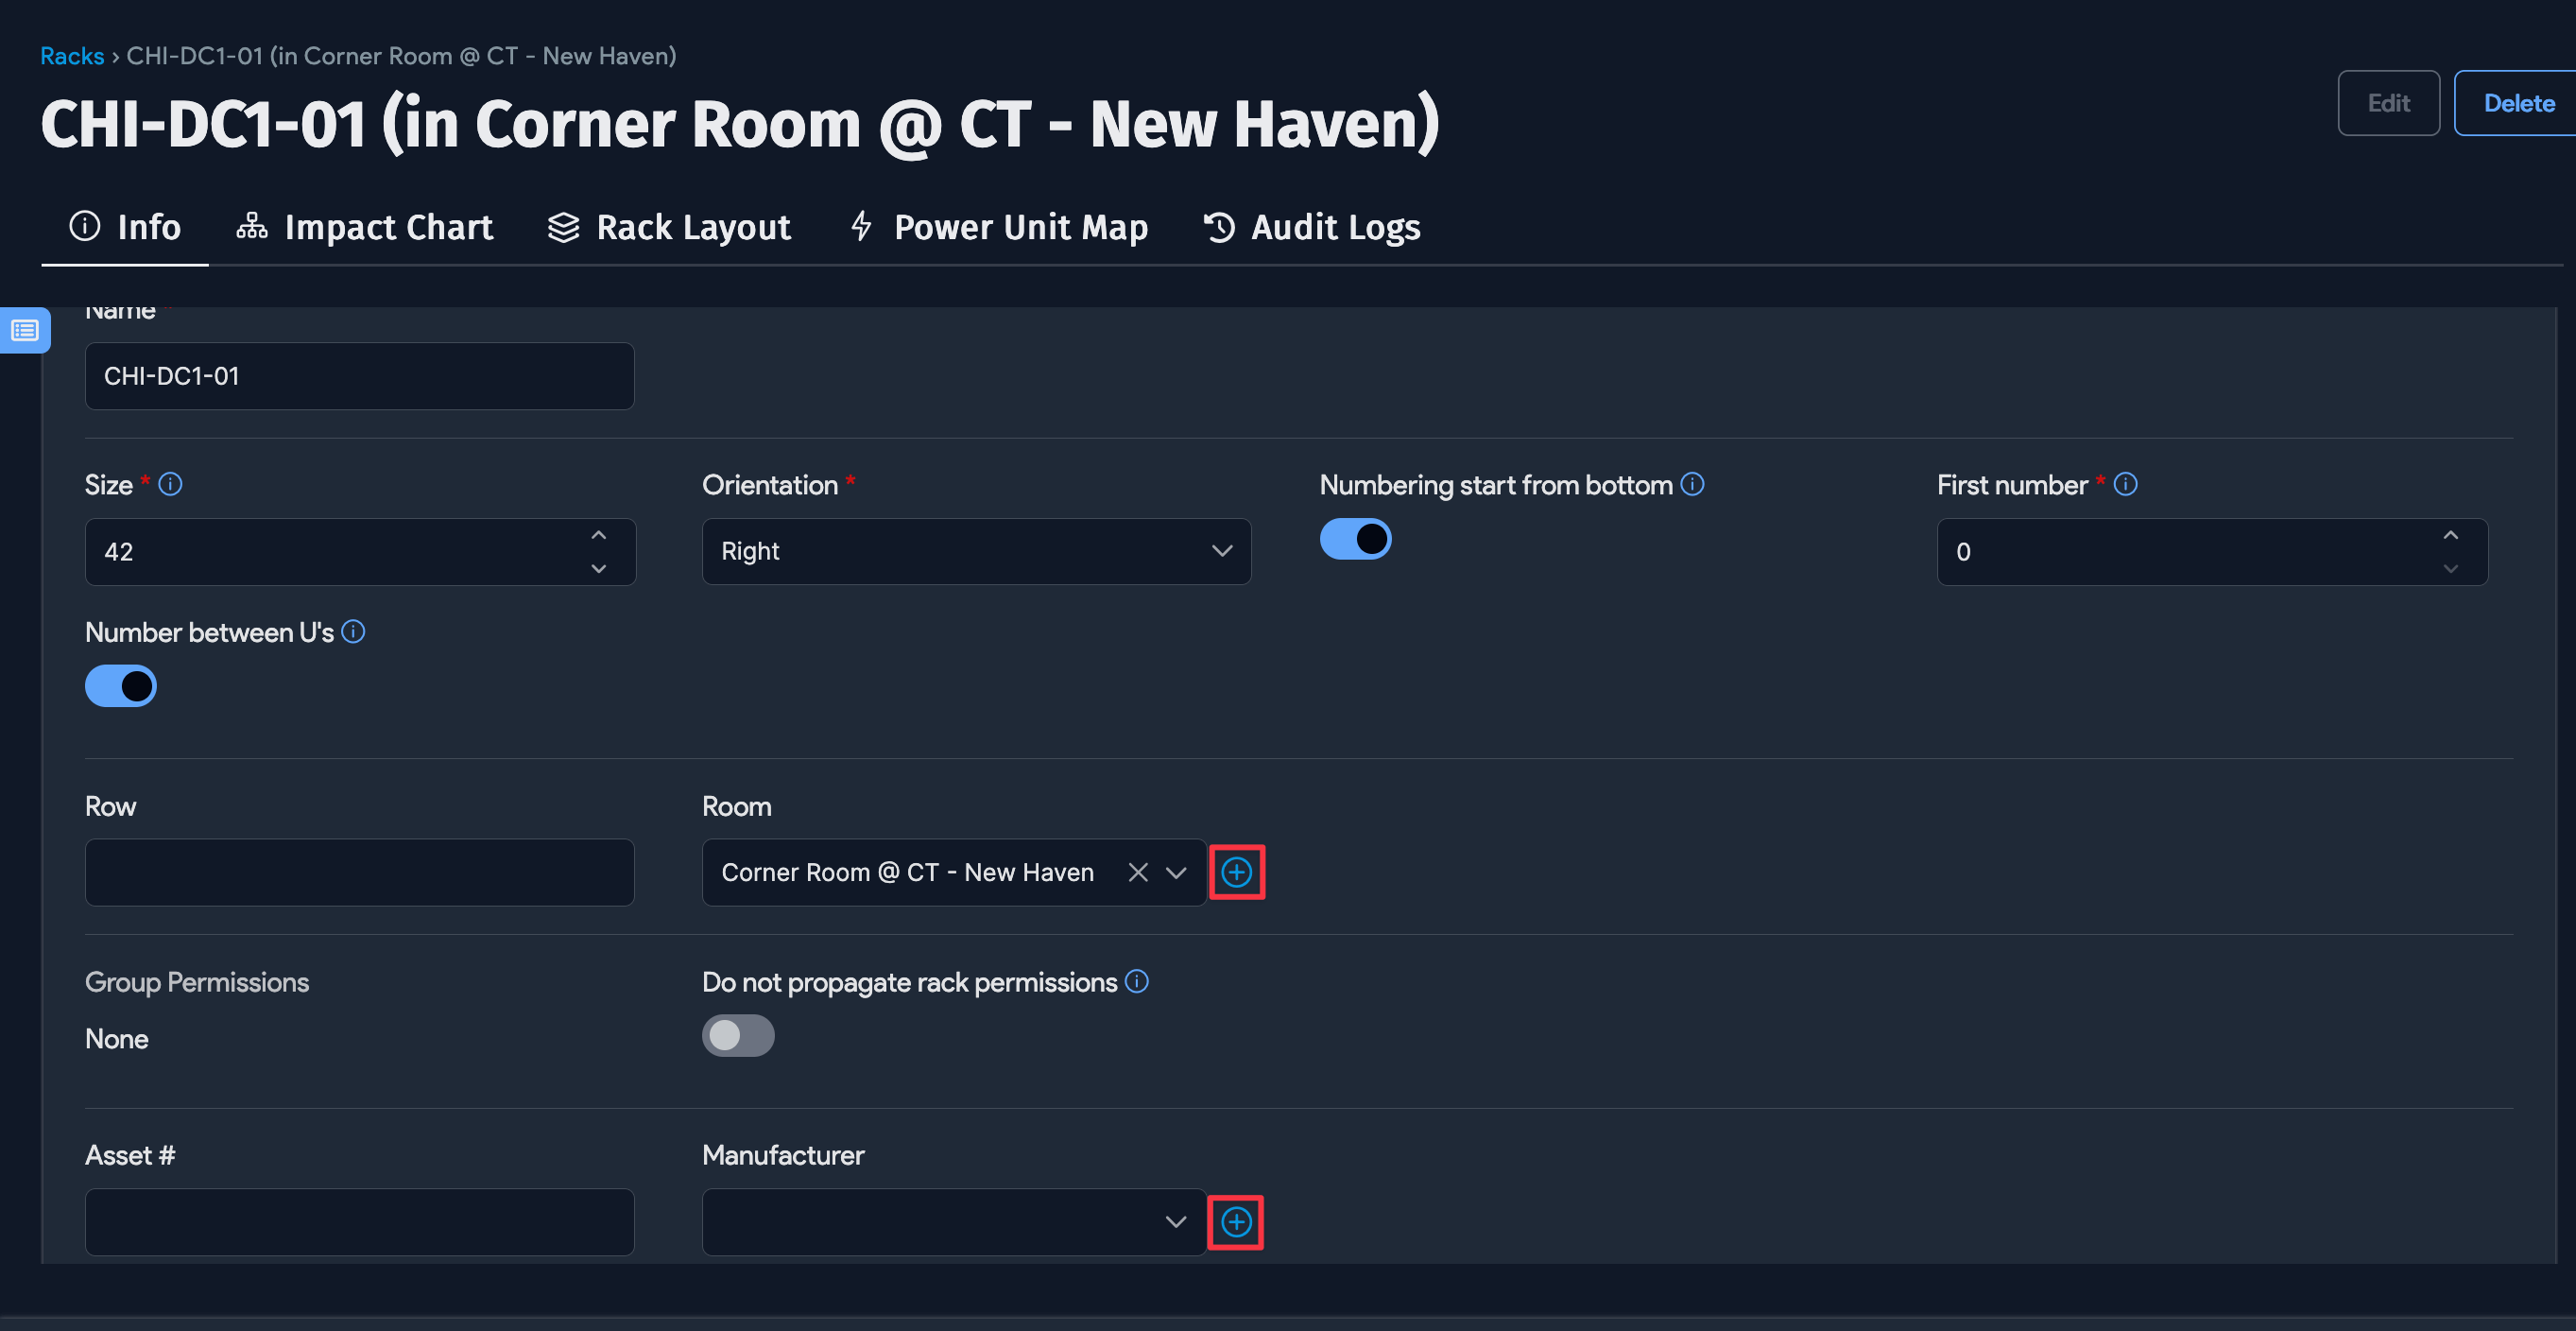 Racks › CHI-DC1-01 (in Corner Room @ CT - New Haven)
CHI-DC1-01 (in Corner Room @ CT - New Haven)
Edit
Delete
Info
Impact Chart
Rack Layout
Power Unit Map
Audit Logs
Name
CHI-DC1-01
Size *
Orientation *
Numbering start from bottom
First number *
42
Right
0
Number between U's
Row
Room
Corner Room @ CT - New Haven
Group Permissions
Do not propagate rack permissions
None
Asset #
Manufacturer